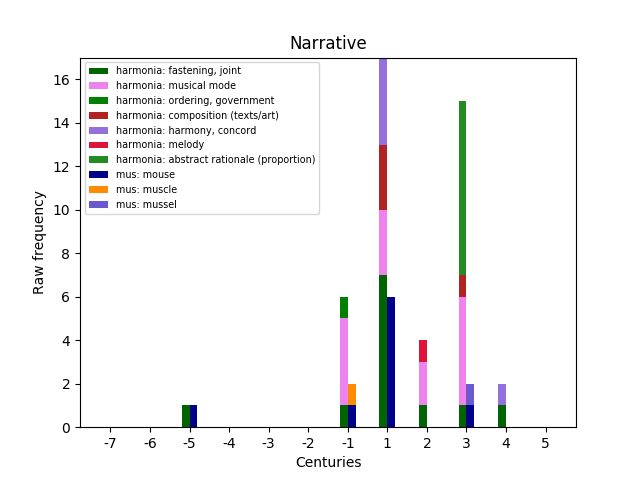 Narrative
harmonia: fastening, joint
harmonia: musical mode
harmonia: ordering, government
harmonia: composition (texts/art)
harmonia: harmony, concord
harmonia: melody
harmonia: abstract rationale (proportion)
mus: mouse
mus: muscle
mus: mussel
Raw frequency
16
14
12
10
8
6
4
2
0
-7 -6 -5 -4 -3 -2 -1 1 2 3 4 5
Centuries